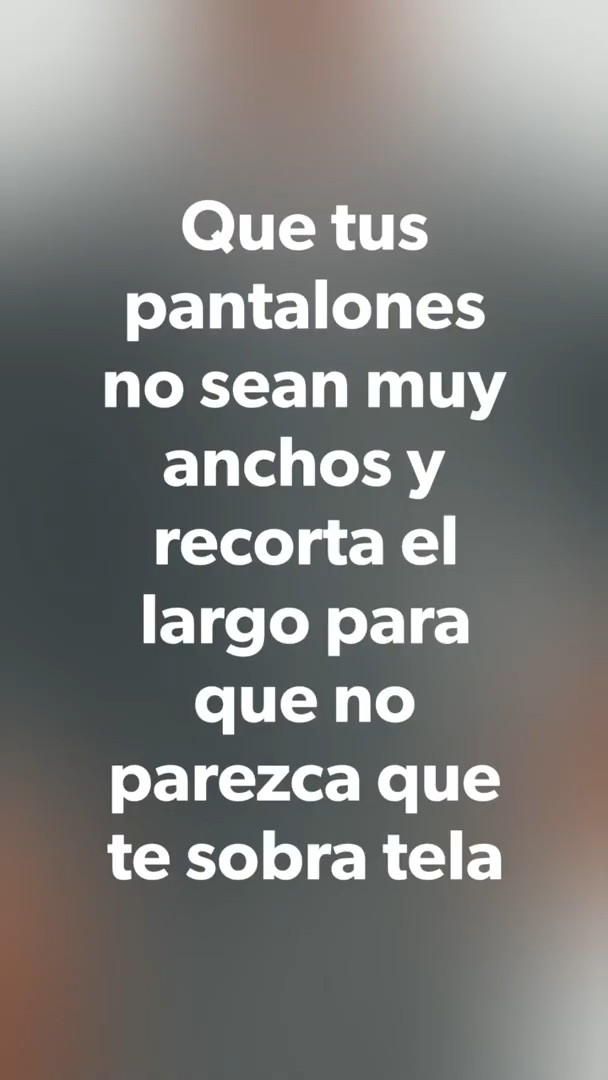 Que tus
pantalones
no sean muy
anchos y
recorta el
largo para
que no
parezca que
te sobra tela